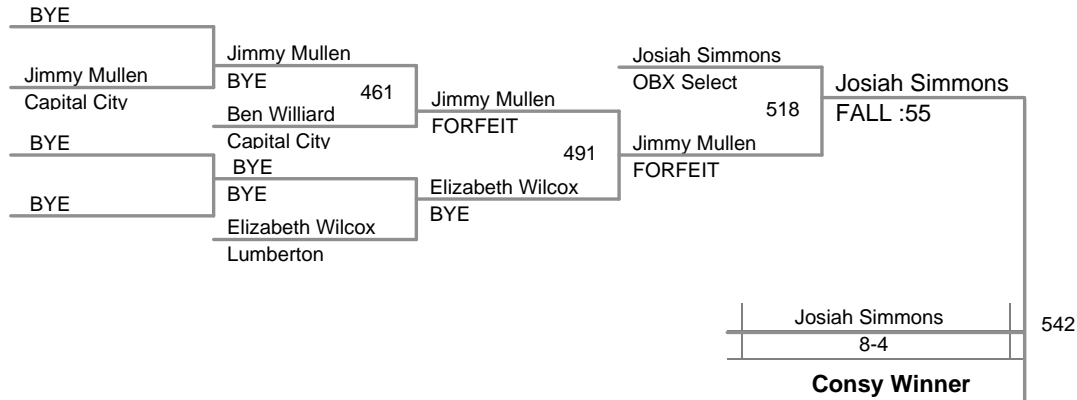 BYE
Jimmy Mullen
Capital City
BYE
BYE
Jimmy Mullen
BYE
461
Ben Williard
Capital City
BYE
BYE
Elizabeth Wilcox
Lumberton
Jimmy Mullen
FORFEIT
491
Elizabeth Wilcox
BYE
Josiah Simmons
OBX Select
518
Jimmy Mullen
FORFEIT
Josiah Simmons
FALL :55
542
Josiah Simmons
8-4
Consy Winner